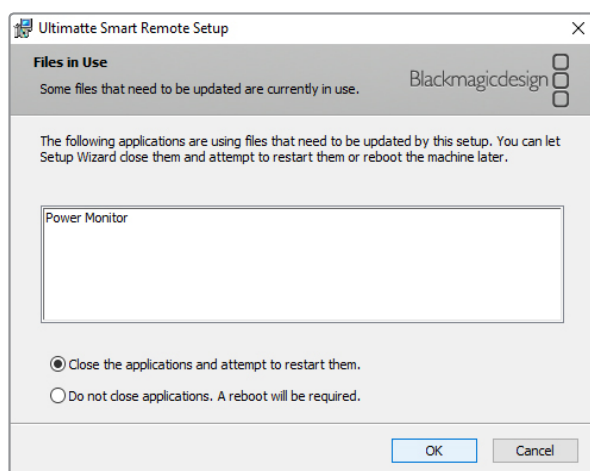 Ultimatte Smart Remote Setup
Files in Use
Some files that need to be updated are currently in use.
Blackmagicdesign
The following applications are using files that need to be updated by this setup. You can let
Setup Wizard close them and attempt to restart them or reboot the machine later.
Power Monitor
Close the applications and attempt to restart them.
Do not close applications. A reboot will be required.
OK
Cancel